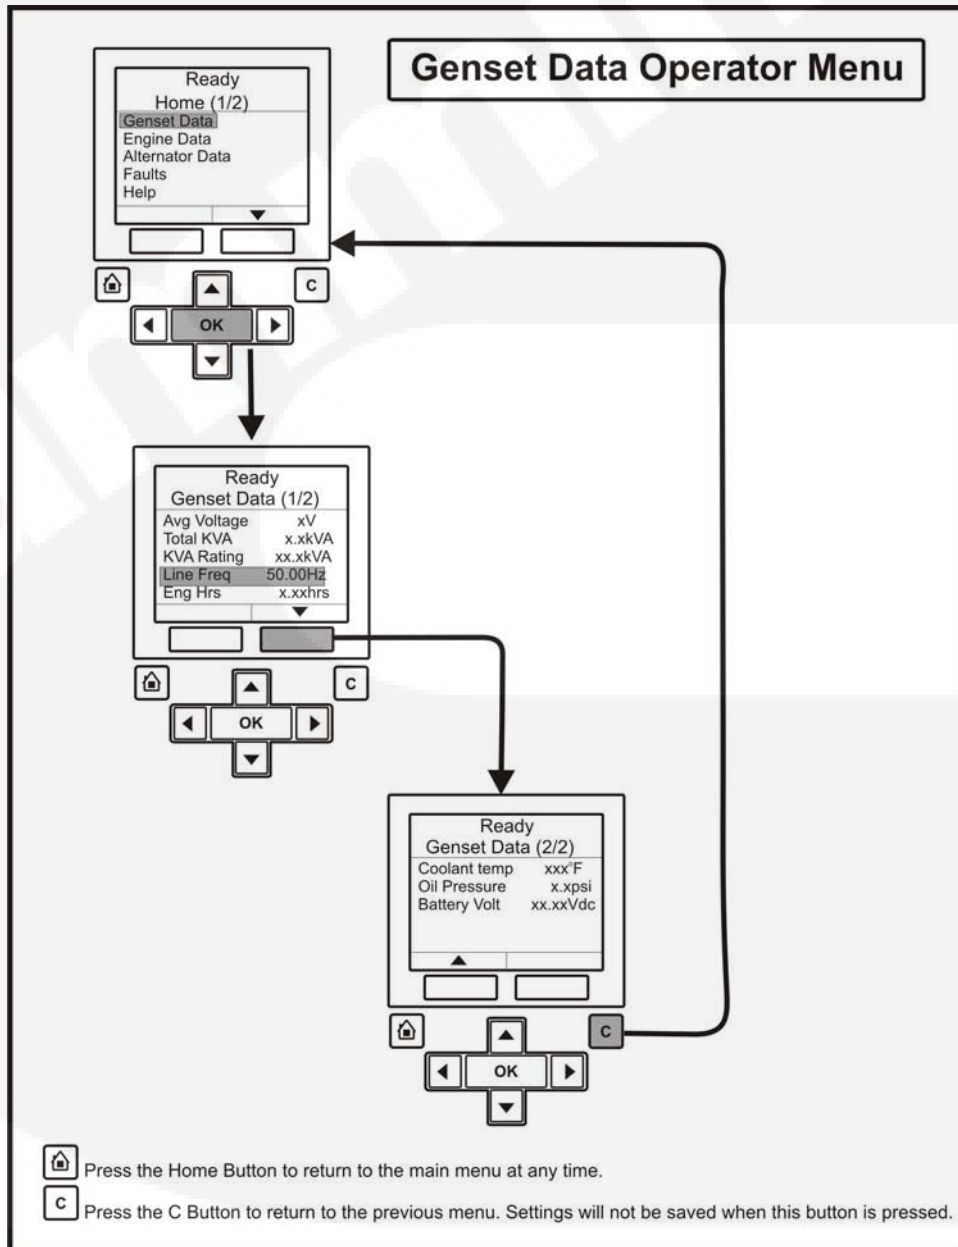 Genset Data Operator Menu
Ready
Home (1/2)
Genset Data
Engine Data
Alternator Data
Faults
Help
C
OK
Ready
Genset Data (1/2)
Avg Voltage xV
Total KVA x.xkVA
KVA Rating xx.xkVA
Line Freq 50.00Hz
Eng Hrs x.xxhrs
C
OK
Ready
Genset Data (2/2)
Coolant temp xxx°F
Oil Pressure x.xpsi
Battery Volt xx.xxVdc
C
OK
Press the Home Button to return to the main menu at any time.
C Press the C Button to return to the previous menu. Settings will not be saved when this button is pressed.